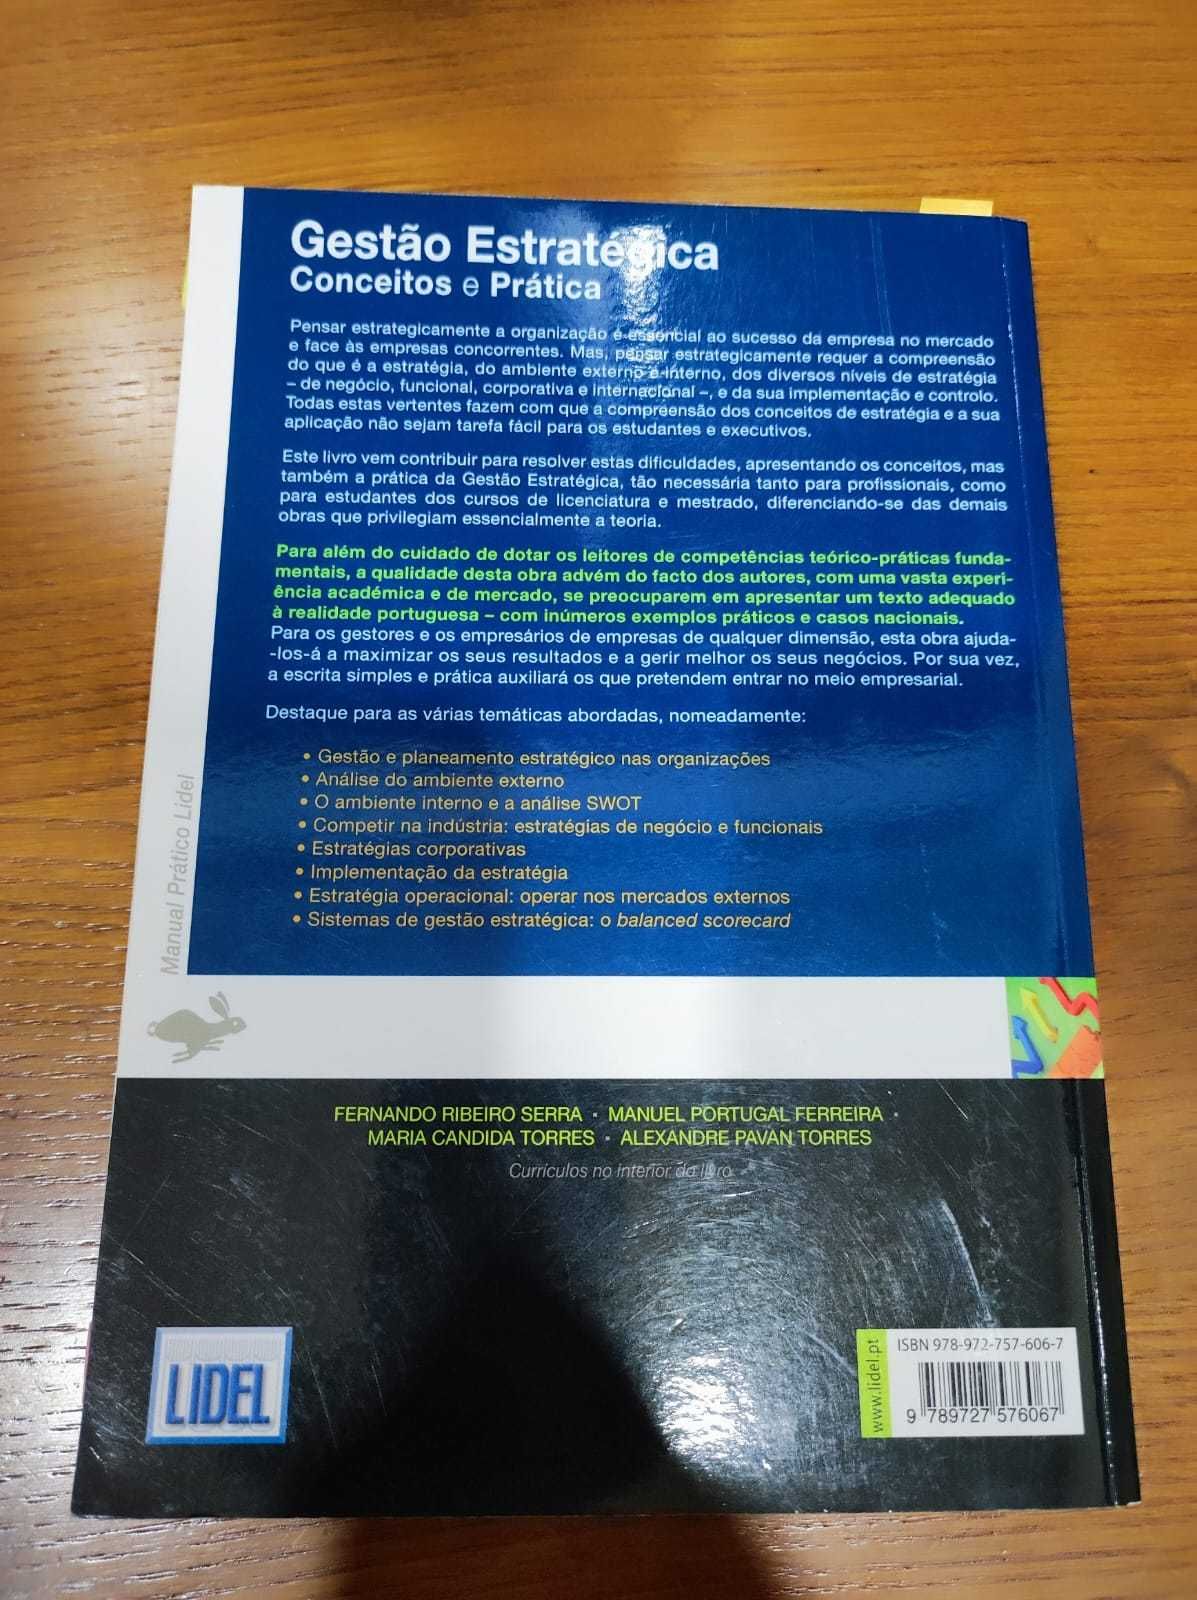 Gestão Estratégica
Conceitos e Prática
Pensar estrategicamente a organização é essencial ao sucesso da empresa no mercado
e face às empresas concorrentes. Mas, pensar estrategicamente requer a compreensão
do que é a estratégia, do ambiente externo e interno, dos diversos níveis de estratégia
– de negócio, funcional, corporativa e internacional –, e da sua implementação e controlo.
Todas estas vertentes fazem com que a compreensão dos conceitos de estratégia e a sua
aplicação não sejam tarefa fácil para os estudantes e executivos.
Este livro vem contribuir para resolver estas dificuldades, apresentando os conceitos, mas
também a prática da Gestão Estratégica, tão necessária tanto para profissionais, como
para estudantes dos cursos de licenciatura e mestrado, diferenciando-se das demais
obras que privilegiam essencialmente a teoria.
Para além do cuidado de dotar os leitores de competências teórico-práticas funda-
mentais, a qualidade desta obra advém do facto dos autores, com uma vasta experi-
ência académica e de mercado, se preocuparem em apresentar um texto adequado
à realidade portuguesa – com inúmeros exemplos práticos e casos nacionais.
Para os gestores e os empresários de empresas de qualquer dimensão, esta obra ajuda-
-los-á a maximizar os seus resultados e a gerir melhor os seus negócios. Por sua vez,
a escrita simples e prática auxiliará os que pretendem entrar no meio empresarial.
Destaque para as várias temáticas abordadas, nomeadamente:
• Gestão e planeamento estratégico nas organizações
• Análise do ambiente externo
• O ambiente interno e a análise SWOT
• Competir na indústria: estratégias de negócio e funcionais
• Estratégias corporativas
• Implementação da estratégia
• Estratégia operacional: operar nos mercados externos
• Sistemas de gestão estratégica: o balanced scorecard
Manual Prático Lidel
FERNANDO RIBEIRO SERRA · MANUEL PORTUGAL FERREIRA ·
MARIA CANDIDA TORRES · ALEXANDRE PAVAN TORRES
Currículos no interior do livro
LIDEL
www.lidel.pt
ISBN 978-972-757-606-7
9 789727 576067